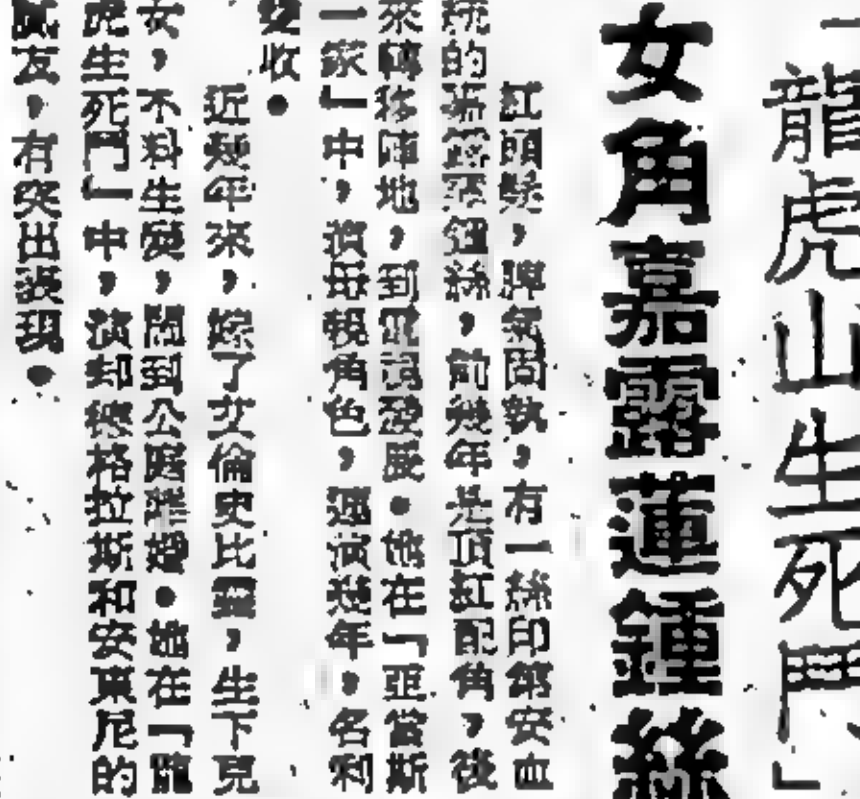 龍虎山生死鬥」
女角嘉露蓮鍾絲
紅頭髮，脾氣固執，有一絲印第安血
統的嘉露蓮鍾絲，前幾年是頂紅配角，後
來轉移陣地，到電視發展。她在「亞當斯
一家」中，演母親角色，連演幾年，名利
雙收。
近幾年來，嫁了艾倫史比靈，生下兒
女，不料生變，鬧到公堂離婚。她在「龍
虎生死鬥」中，演却德格拉斯和安東尼的
友，有突出表現。